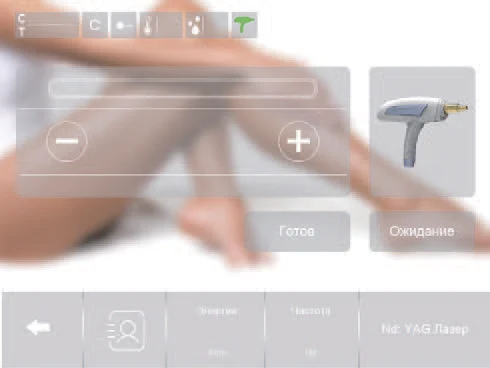 C
T
C
Готов
Ожидание
Энергия
Частота
Nd: YAG Лазер